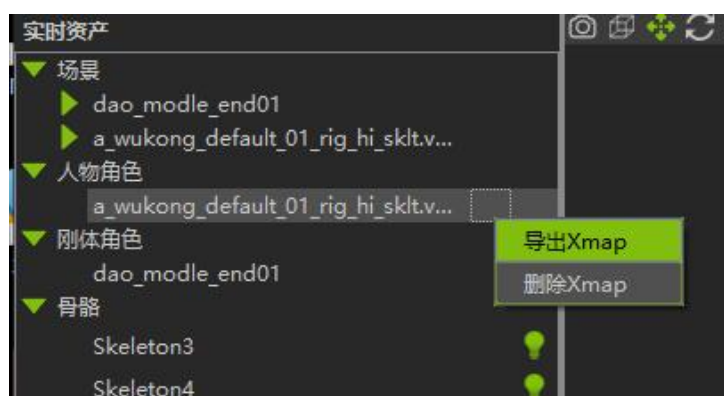 实时资产
场景
dao_modle_end01
a_wukong_default_01_rig_hi_sklt.v...
人物角色
a_wukong_default_01_rig_hi_sklt.v...
导出Xmap
刚体角色
dao_modle_end01
删除Xmap
骨骼
Skeleton3
Skeleton4